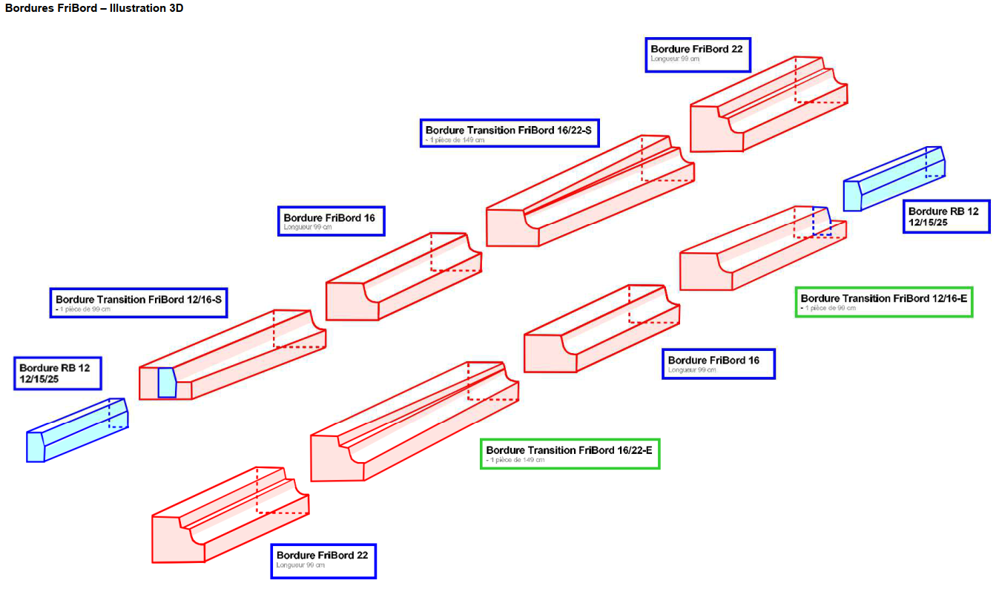 Bordures FriBord – Illustration 3D
Bordure FriBord 22
Longueur 99 cm
Bordure Transition FriBord 16/22-S
- 1 pièce de 149 cm
Bordure FriBord 16
Longueur 99 cm
Bordure RB 12
12/15/25
Bordure Transition FriBord 12/16-S
- 1 pièce de 99 cm
Bordure Transition FriBord 12/16-E
- 1 pièce de 99 cm
Bordure RB 12
12/15/25
Bordure FriBord 16
Longueur 99 cm
Bordure Transition FriBord 16/22-E
- 1 pièce de 149 cm
Bordure FriBord 22
Longueur 99 cm